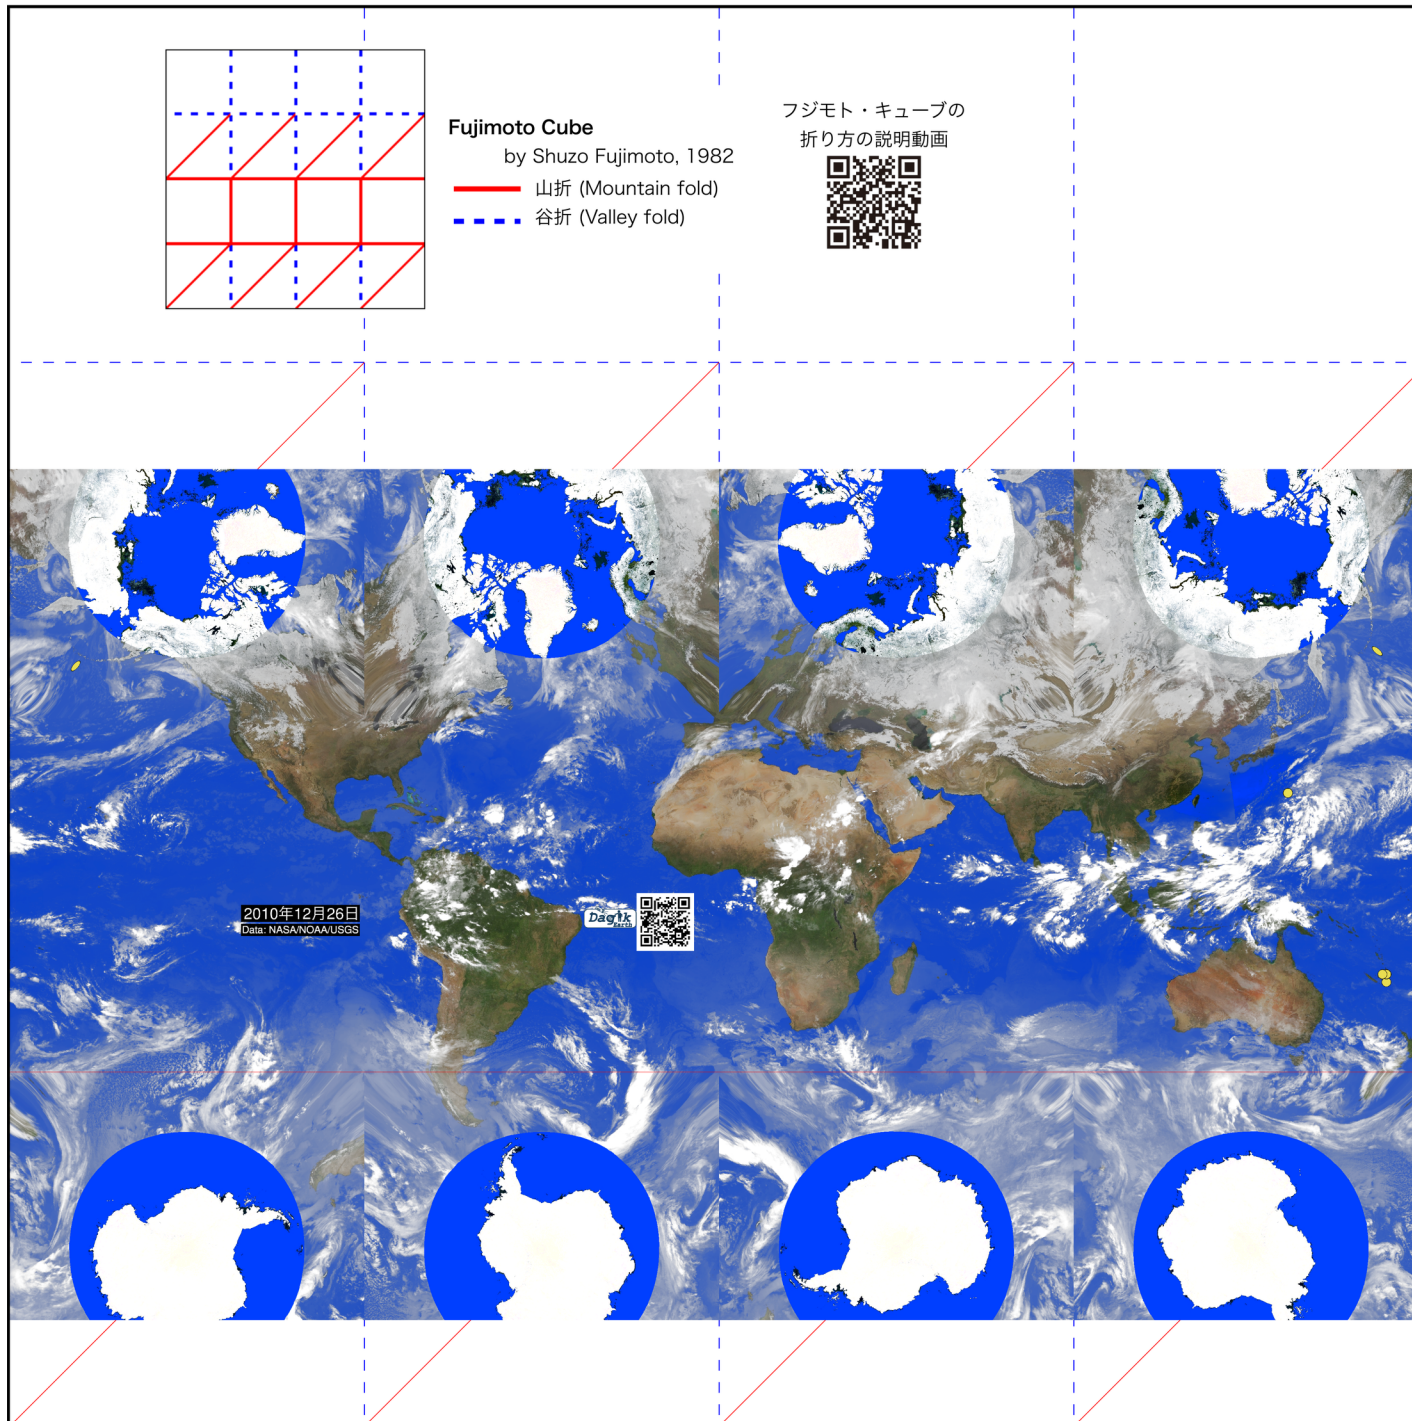 Fujimoto Cube
by Shuzo Fujimoto, 1982
山折 (Mountain fold)
谷折 (Valley fold)
フジモト・キューブの
折り方の説明動画
2010年12月26日
Data: NASA/NOAA/USGS
Dagik
Earth